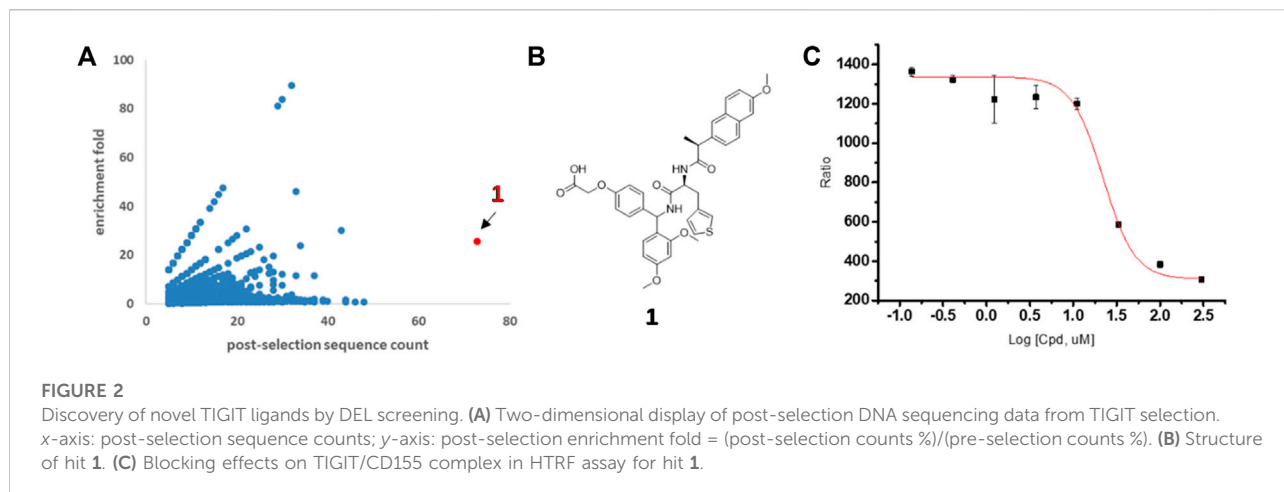 A
100
80
60
40
20
0
enrichment fold
1
0 20 40 60 80
post-selection sequence count
B
O
OH
O
O
O
NH
O
NH
O
O
S
O
1
C
1400
1200
1000
800
600
400
200
Ratio
-1.0 -0.5 0.0 0.5 1.0 1.5 2.0 2.5
Log [Cpd, uM]
FIGURE 2
Discovery of novel TIGIT ligands by DEL screening. (A) Two-dimensional display of post-selection DNA sequencing data from TIGIT selection.
x-axis: post-selection sequence counts; y-axis: post-selection enrichment fold = (post-selection counts %)/(pre-selection counts %). (B) Structure
of hit 1. (C) Blocking effects on TIGIT/CD155 complex in HTRF assay for hit 1.